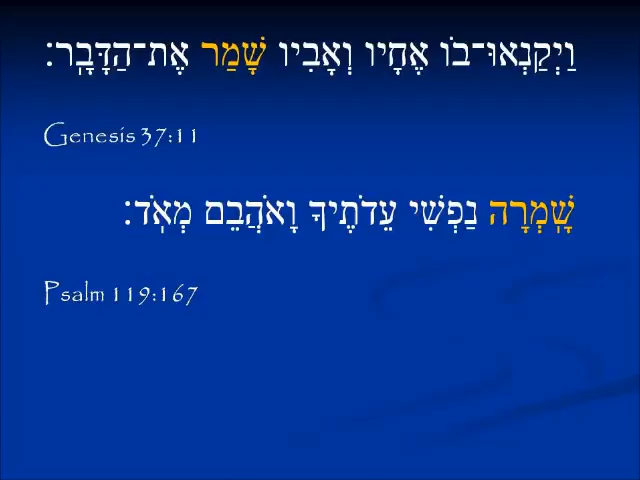 וַיְקַנְאוּ־בוֹ אֶחָיו וְאָבִיו שָׁמַר אֶת־הַדָּבָֽר׃
Genesis 37:11
שָֽׁמְרָה נַפְשִׁי עֵדֹתֶיךָ וָאֹהֲבֵם מְאֹֽד׃
Psalm 119:167